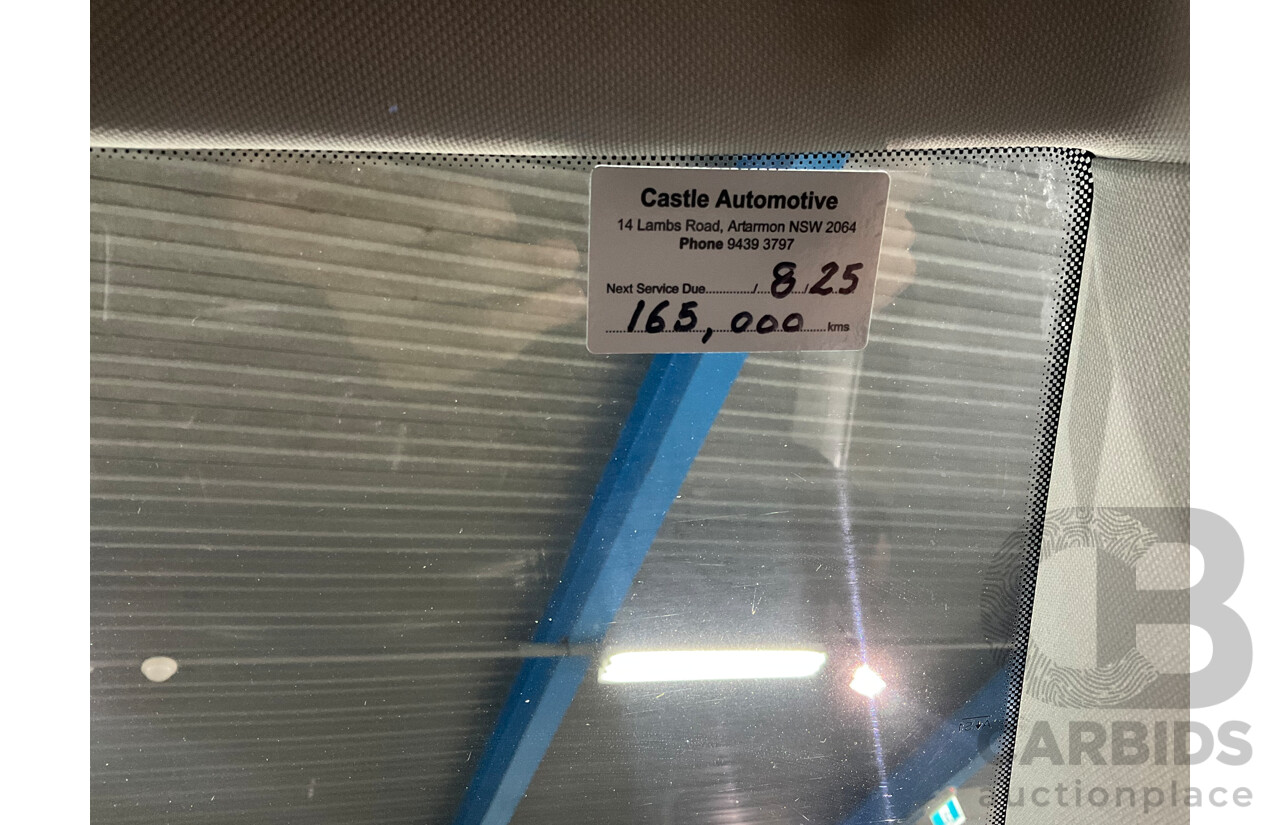 Castle Automotive
14 Lambs Road, Artarmon NSW 2064
Phone 9439 3797
Next Service Due............/...8../.25
165,000 kms
CARBIDS
auctionplace